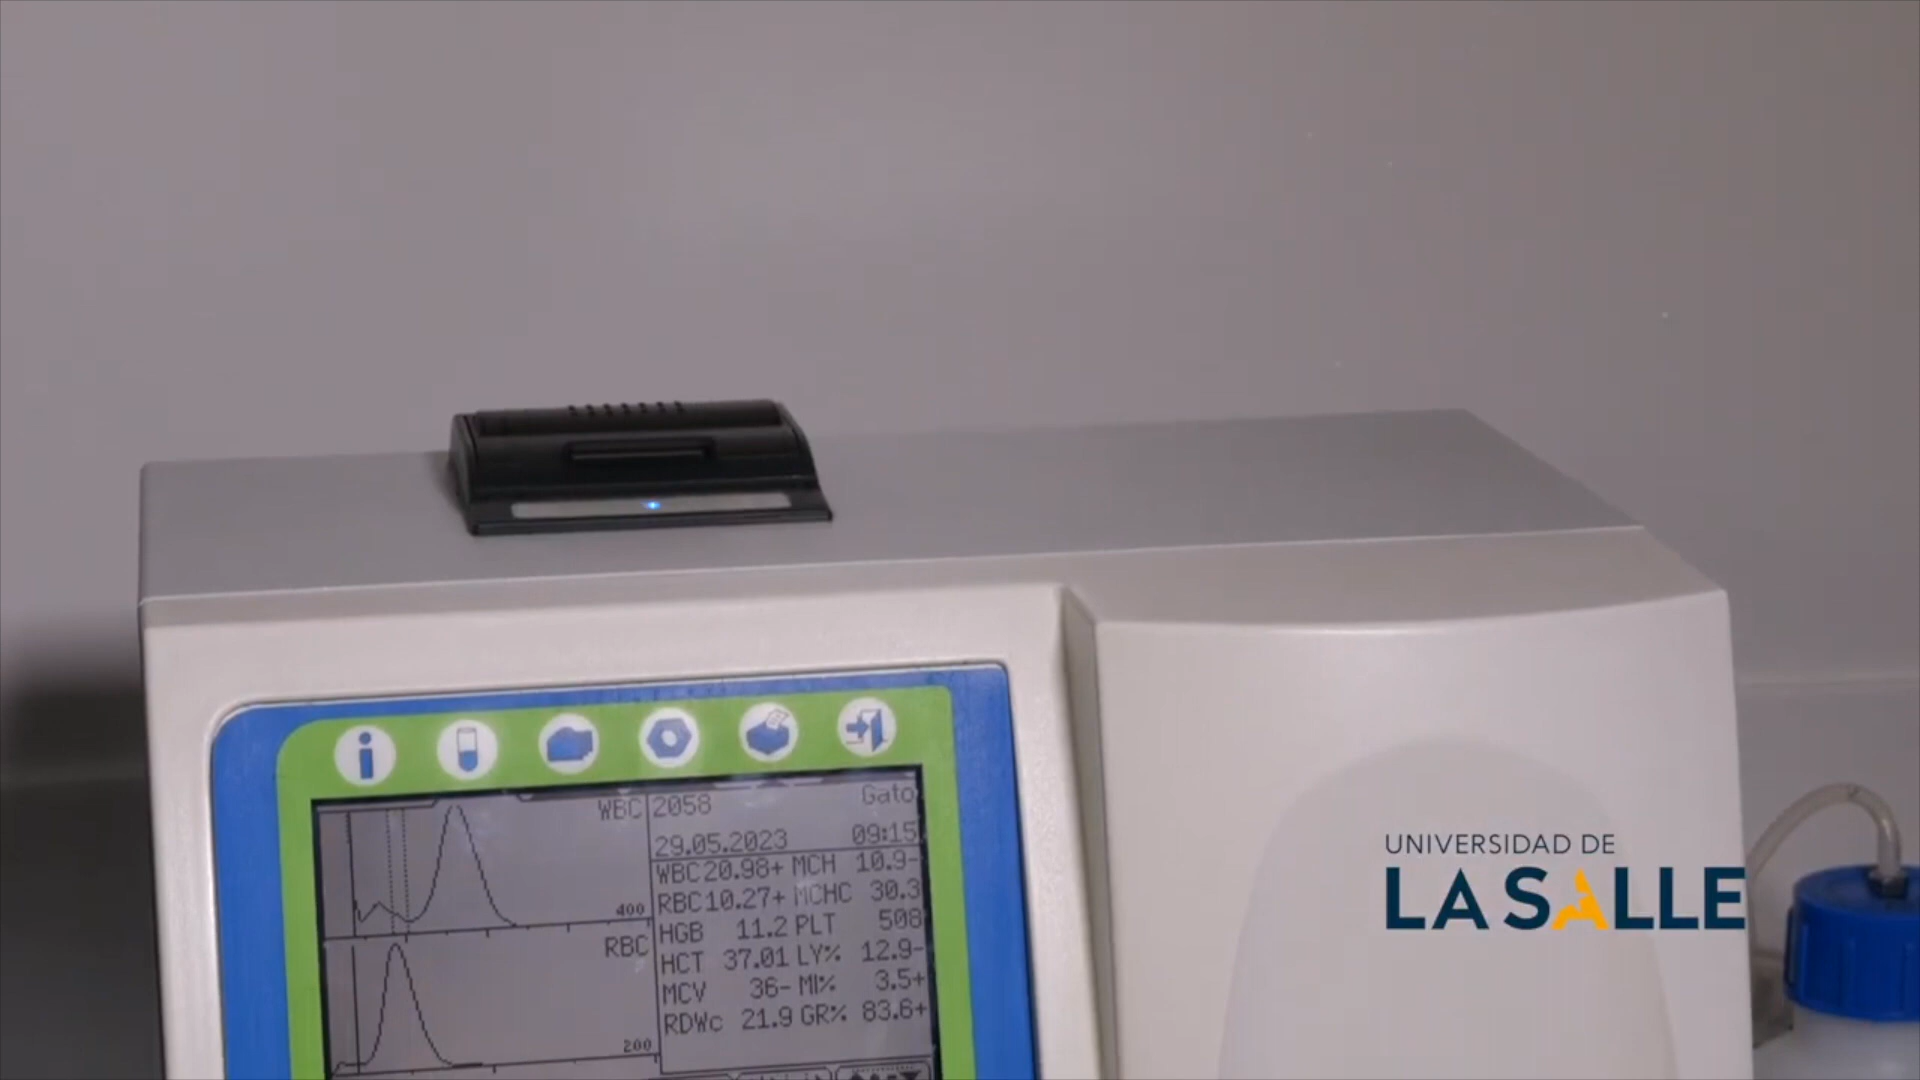 WBC 2058 Gato
29.05.2023 09:15
WBC 20.98+ MCH 10.9-
RBC 10.27+ MCHC 30.3
HGB 11.2 PLT 508
HCT 37.01 LY% 12.9-
MCV 36- MI% 3.5+
RDWc 21.9 GR% 83.6+
400
RBC
200
UNIVERSIDAD DE
LA SALLE